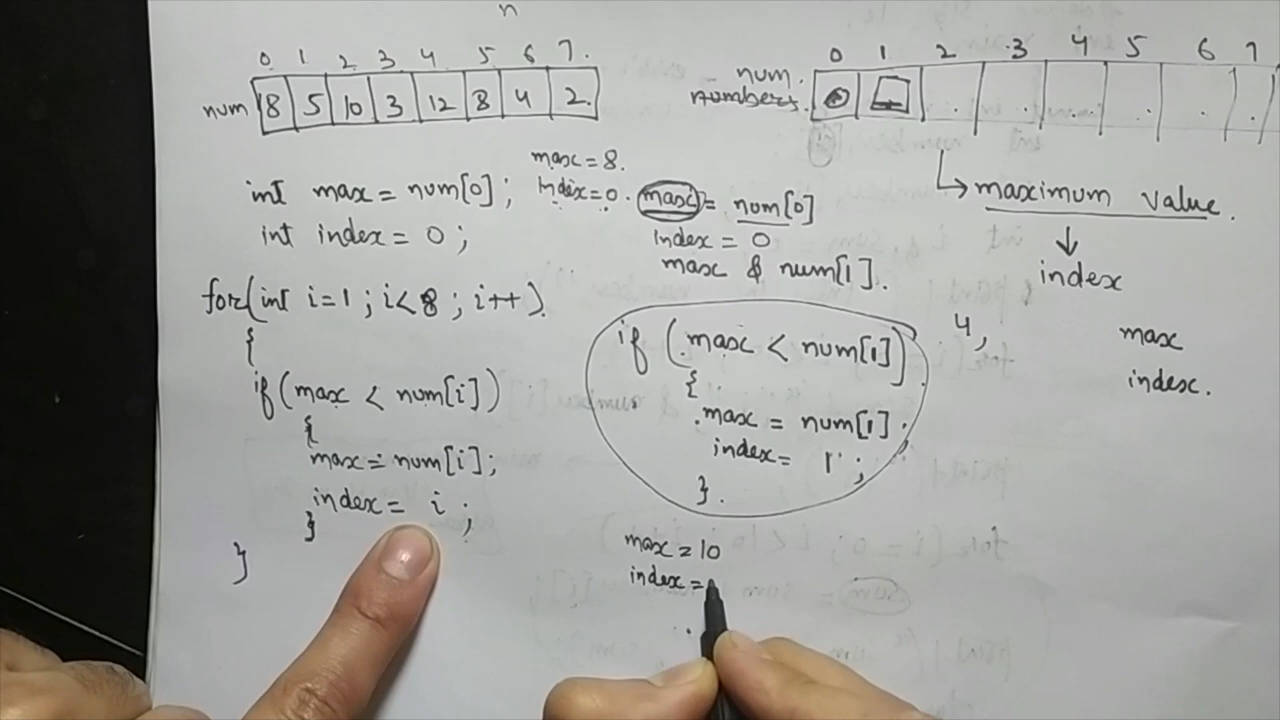 n
0 1 2 3 4 5 6 7.
num 8 5 10 3 12 8 4 2.
max = 8.
index = 0.
int max = num[0];
int index = 0;
for(int i=1; i<8; i++)
{
if(max < num[i])
{
max = num[i];
index = i;
}
}
0 1 2 3 4 5 6 7
num.
numbers.
maximum value.
index
max = num[0]
index = 0
max & num[1].
if (max < num[1])
{
max = num[1].
index = 1;
}.
4,
max
index.
max = 10
index =